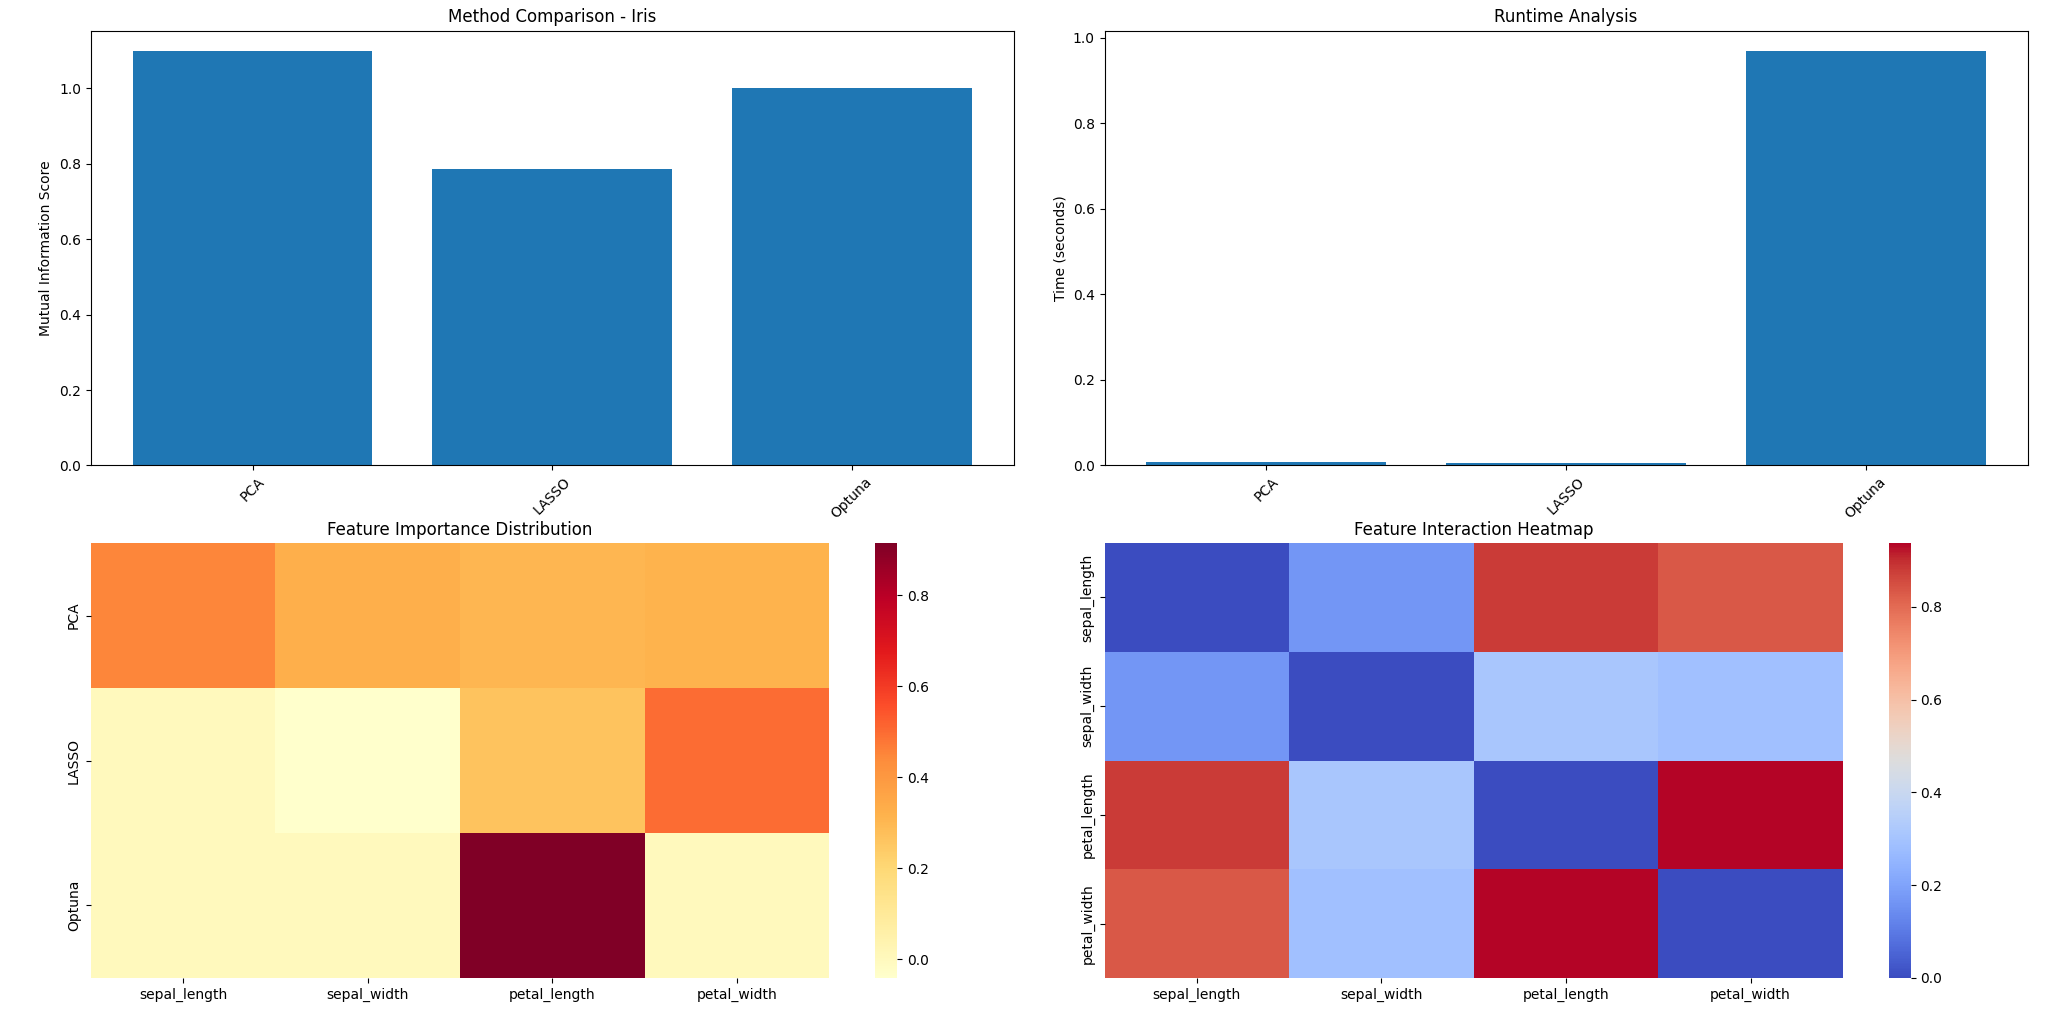 Method Comparison - Iris
Mutual Information Score
1.0
0.8
0.6
0.4
0.2
0.0
PCA
LASSO
Optuna
Runtime Analysis
Time (seconds)
1.0
0.8
0.6
0.4
0.2
0.0
PCA
LASSO
Optuna
Feature Importance Distribution
PCA
LASSO
Optuna
sepal_length
sepal_width
petal_length
petal_width
0.8
0.6
0.4
0.2
0.0
Feature Interaction Heatmap
sepal_length
sepal_width
petal_length
petal_width
sepal_length
sepal_width
petal_length
petal_width
0.8
0.6
0.4
0.2
0.0